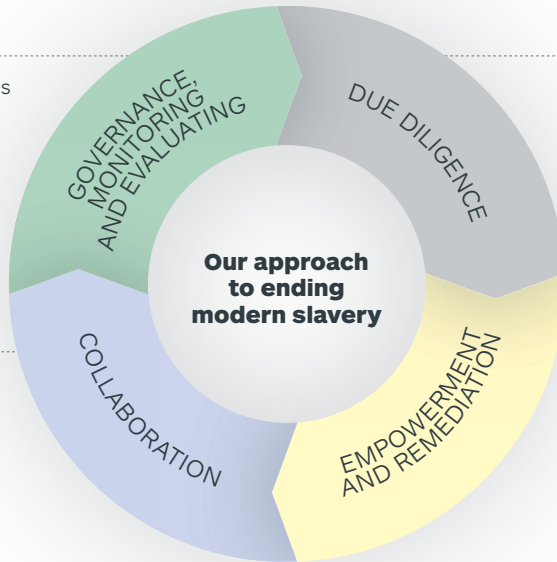 s
GOVERNANCE,
MONITORING
AND EVALUATING
DUE DILIGENCE
Our approach
to ending
modern slavery
COLLABORATION
EMPOWERMENT
AND REMEDIATION